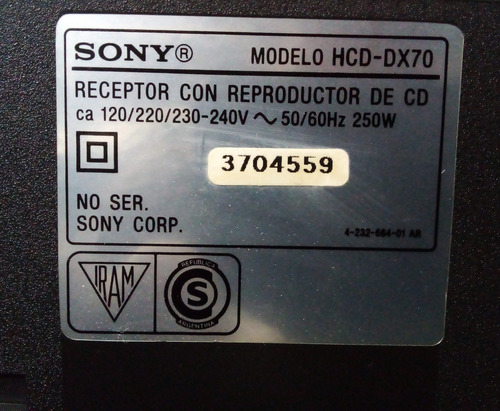 SONY® MODELO HCD-DX70
RECEPTOR CON REPRODUCTOR DE CD
ca 120/220/230-240V ~ 50/60Hz 250W
3704559
NO SER.
SONY CORP.
4-232-684-01 AR
IRAM
REPUBLICA
S
ARGENTINA